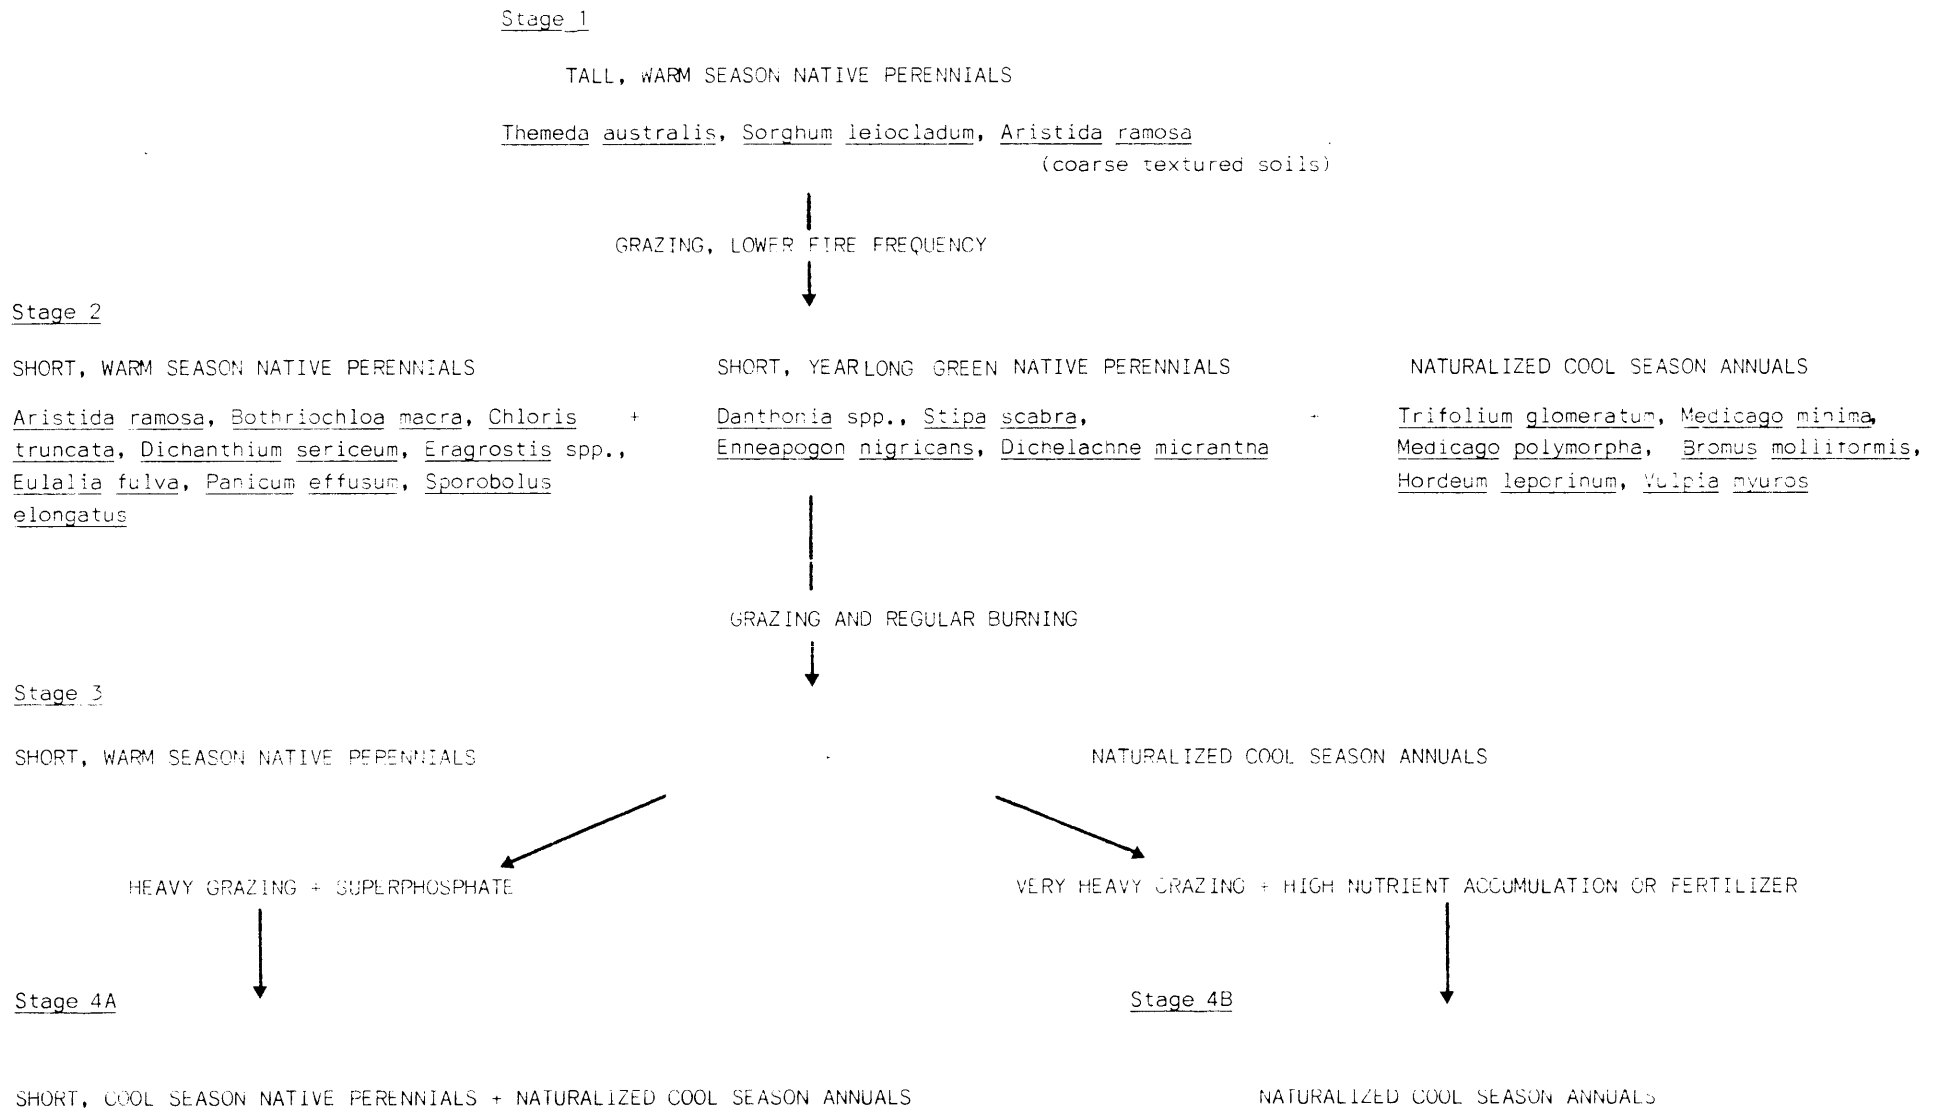 Stage 1
TALL, WARM SEASON NATIVE PERENNIALS
Themeda australis, Sorghum leiocladum, Aristida ramosa
(coarse textured soils)
GRAZING, LOWER FIRE FREQUENCY
Stage 2
SHORT, WARM SEASON NATIVE PERENNIALS
Aristida ramosa, Bothriochloa macra, Chloris +
truncata, Dichanthium sericeum, Eragrostis spp.,
Eulalia fulva, Panicum effusum, Sporobolus
elongatus
SHORT, YEARLONG GREEN NATIVE PERENNIALS
Danthonia spp., Stipa scabra, +
Enneapogon nigricans, Dichelachne micrantha
NATURALIZED COOL SEASON ANNUALS
Trifolium glomeratum, Medicago minima,
Medicago polymorpha, Bromus molliformis,
Hordeum leporinum, Vulpia myuros
GRAZING AND REGULAR BURNING
Stage 3
SHORT, WARM SEASON NATIVE PERENNIALS
NATURALIZED COOL SEASON ANNUALS
HEAVY GRAZING + SUPERPHOSPHATE
VERY HEAVY GRAZING + HIGH NUTRIENT ACCUMULATION OR FERTILIZER
Stage 4A
Stage 4B
SHORT, COOL SEASON NATIVE PERENNIALS + NATURALIZED COOL SEASON ANNUALS
NATURALIZED COOL SEASON ANNUALS